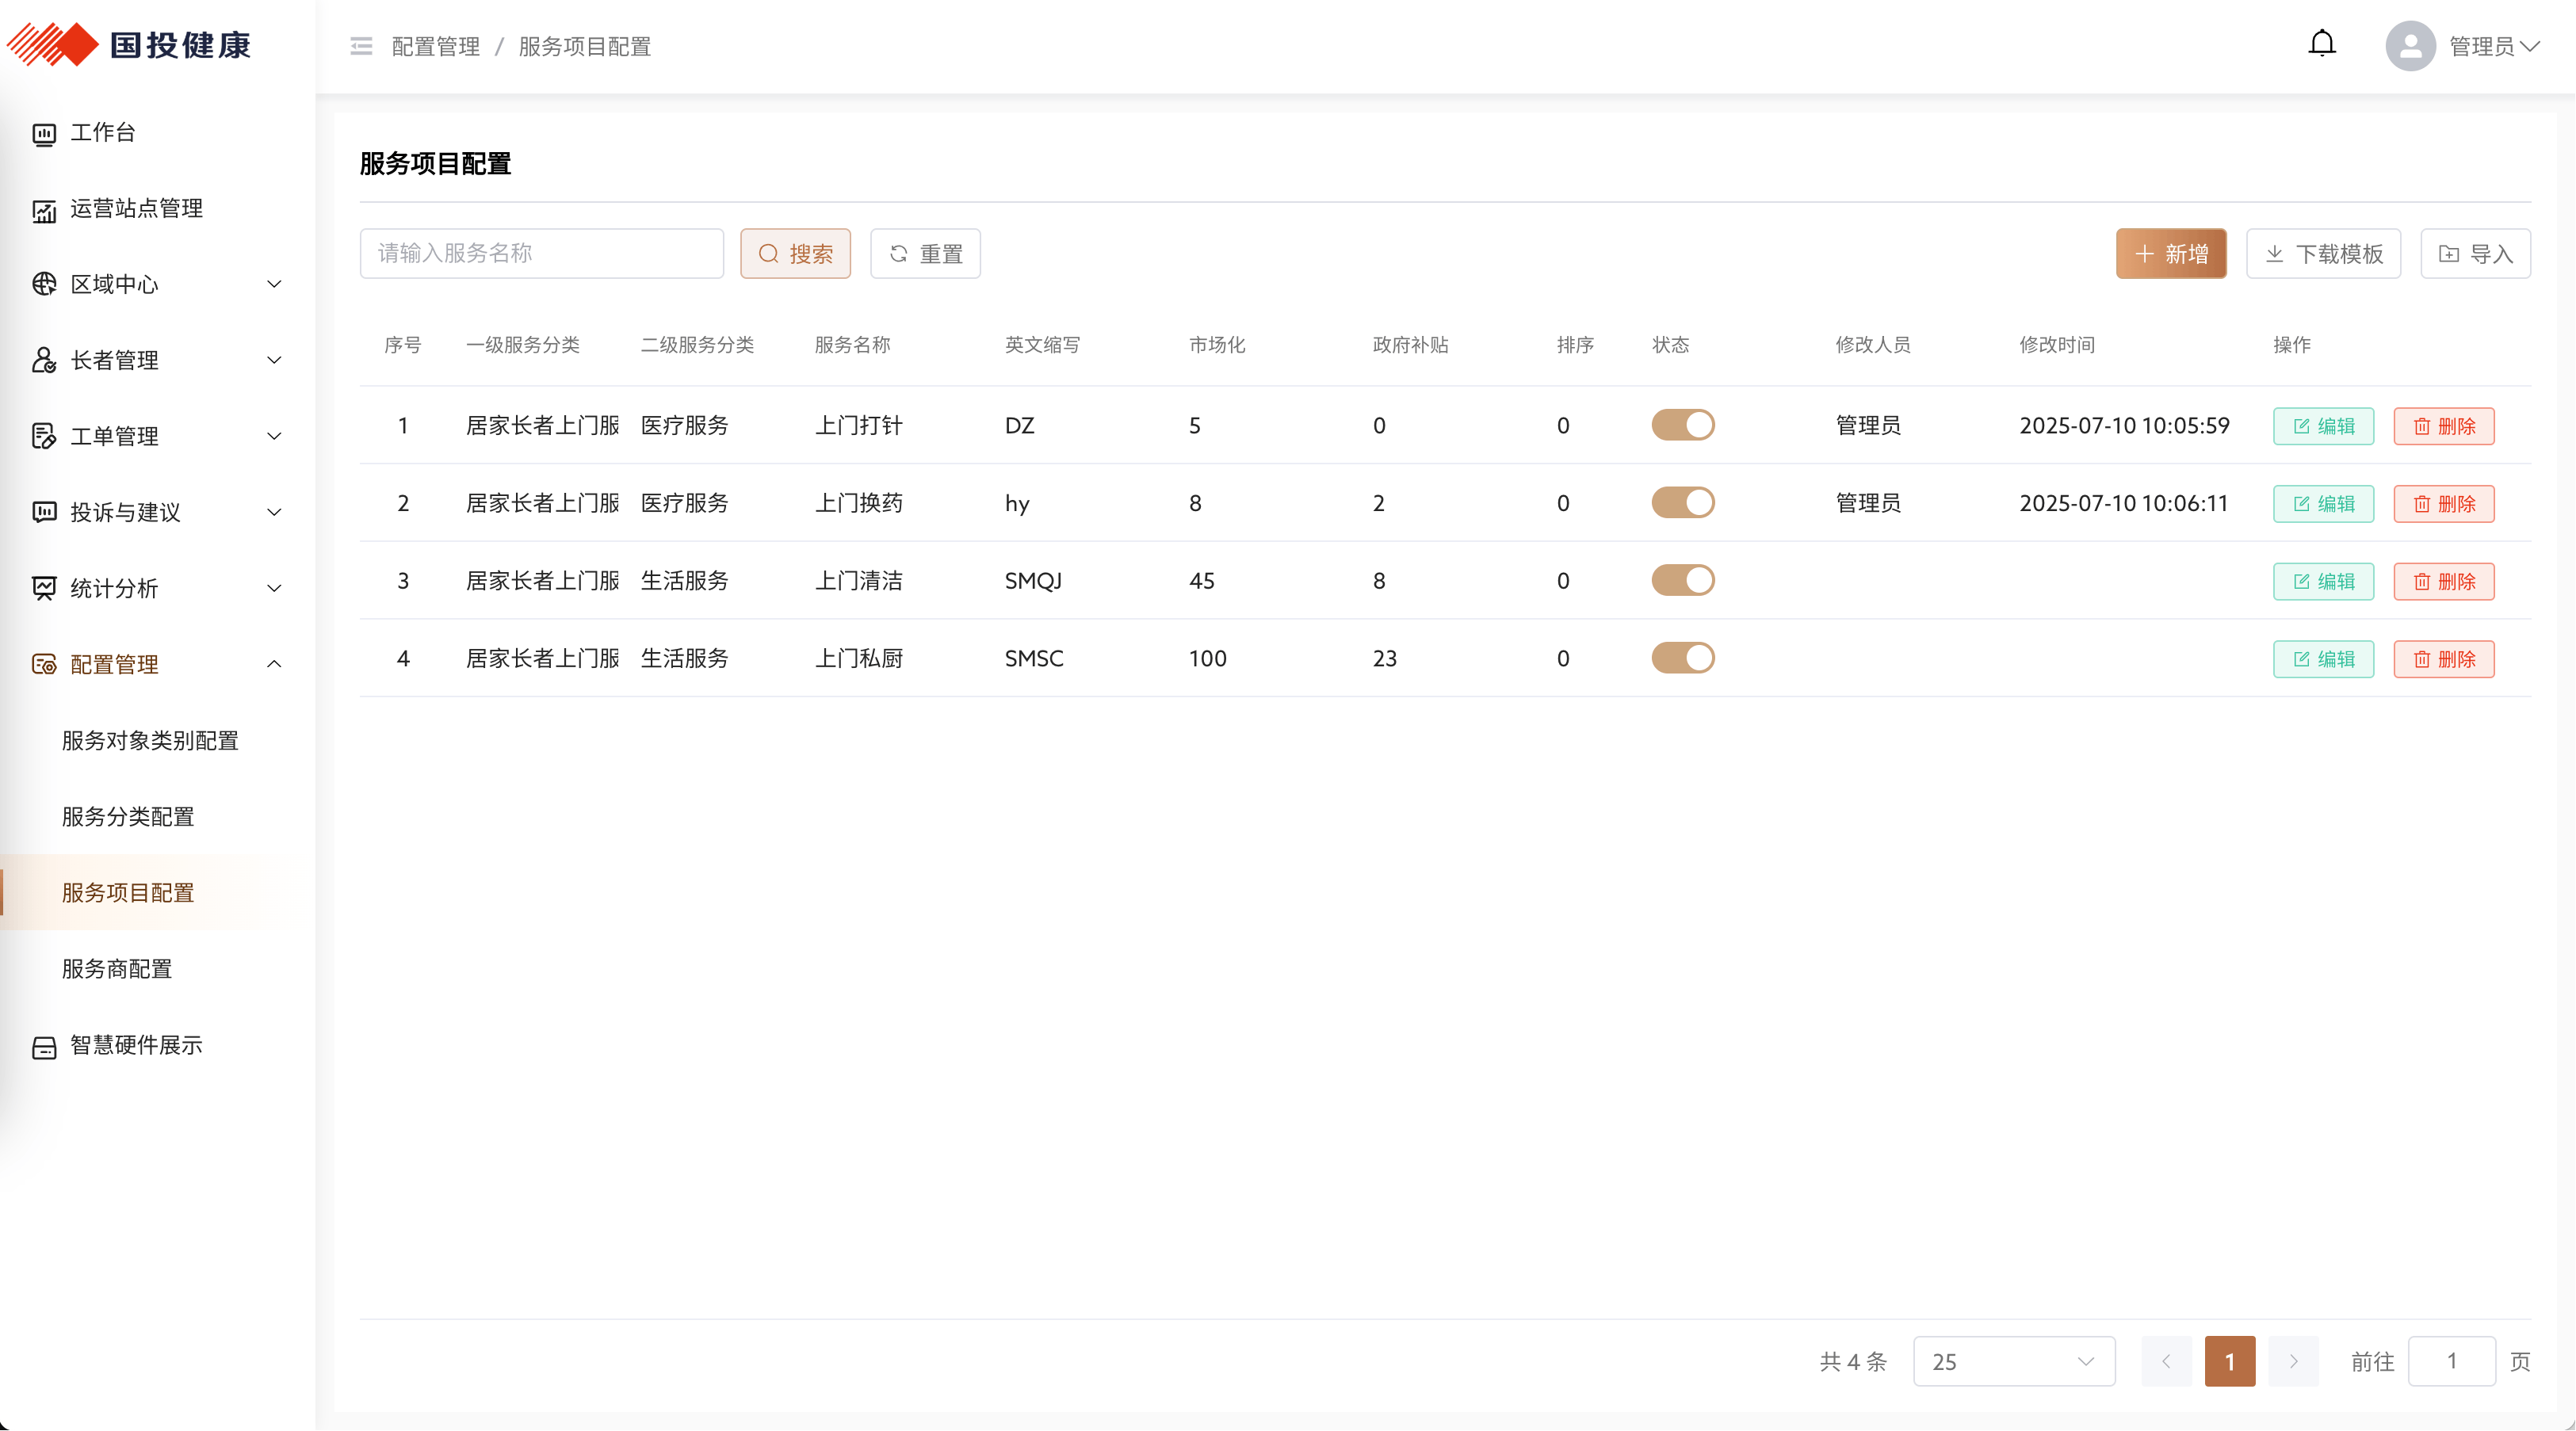 国投健康
配置管理 / 服务项目配置
管理员
工作台
运营站点管理
区域中心
长者管理
工单管理
投诉与建议
统计分析
配置管理
服务对象类别配置
服务分类配置
服务项目配置
服务商配置
智慧硬件展示
服务项目配置
请输入服务名称 搜索 重置 新增 下载模板 导入
序号 一级服务分类 二级服务分类 服务名称 英文缩写 市场化 政府补贴 排序 状态 修改人员 修改时间 操作
1 居家长者上门服 医疗服务 上门打针 DZ 5 0 0 管理员 2025-07-10 10:05:59 编辑 删除
2 居家长者上门服 医疗服务 上门换药 hy 8 2 0 管理员 2025-07-10 10:06:11 编辑 删除
3 居家长者上门服 生活服务 上门清洁 SMQJ 45 8 0 编辑 删除
4 居家长者上门服 生活服务 上门私厨 SMSC 100 23 0 编辑 删除
共 4 条 25 1 前往 1 页